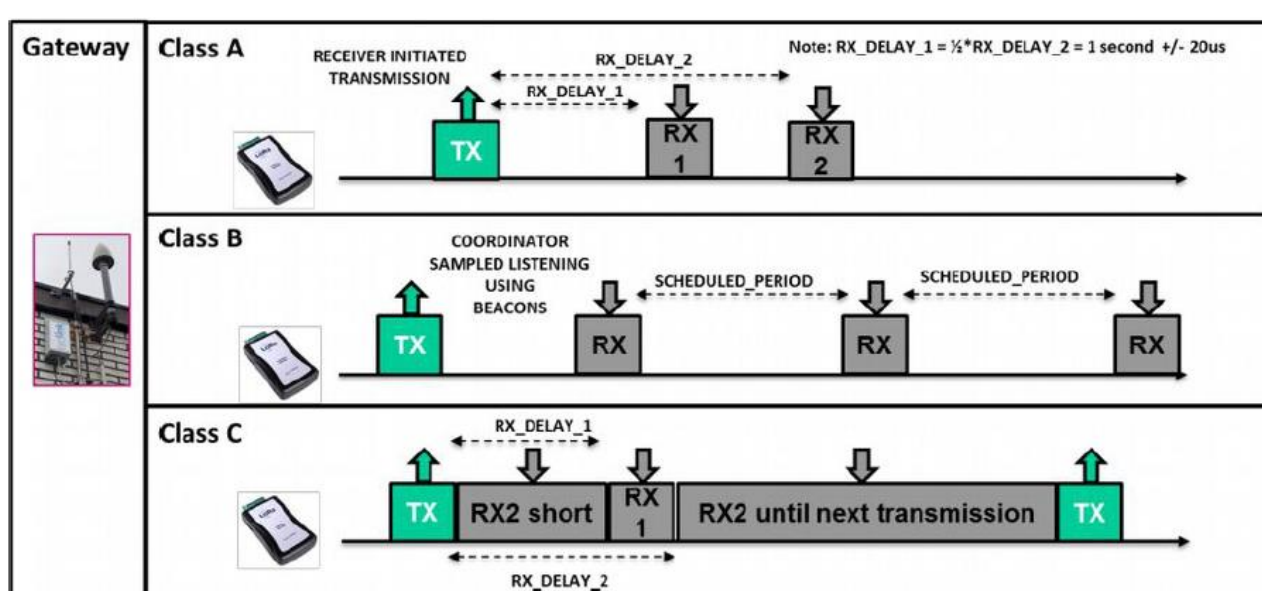 Gateway
Class A
RECEIVER INITIATED
TRANSMISSION
Note: RX_DELAY_1 = ½*RX_DELAY_2 = 1 second +/- 20us
RX_DELAY_2
RX_DELAY_1
TX
RX
1
RX
2
Class B
COORDINATOR
SAMPLED LISTENING
USING
BEACONS
SCHEDULED_PERIOD
SCHEDULED_PERIOD
TX
RX
RX
RX
Class C
RX_DELAY_1
TX
RX2 short
RX
1
RX2 until next transmission
TX
RX_DELAY_2